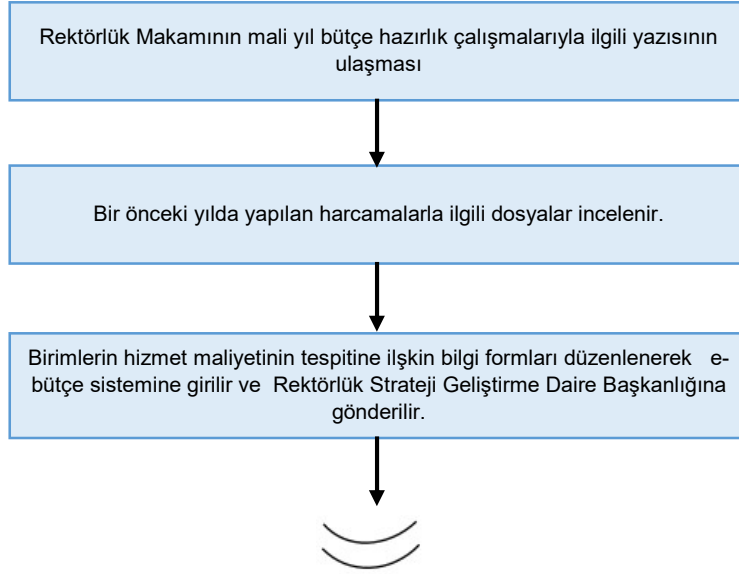 Rektörlük Makamının mali yıl bütçe hazırlık çalışmalarıyla ilgili yazısının
ulaşması
Bir önceki yılda yapılan harcamalarla ilgili dosyalar incelenir.
Birimlerin hizmet maliyetinin tespitine ilşkin bilgi formları düzenlenerek e-
bütçe sistemine girilir ve Rektörlük Strateji Geliştirme Daire Başkanlığına
gönderilir.